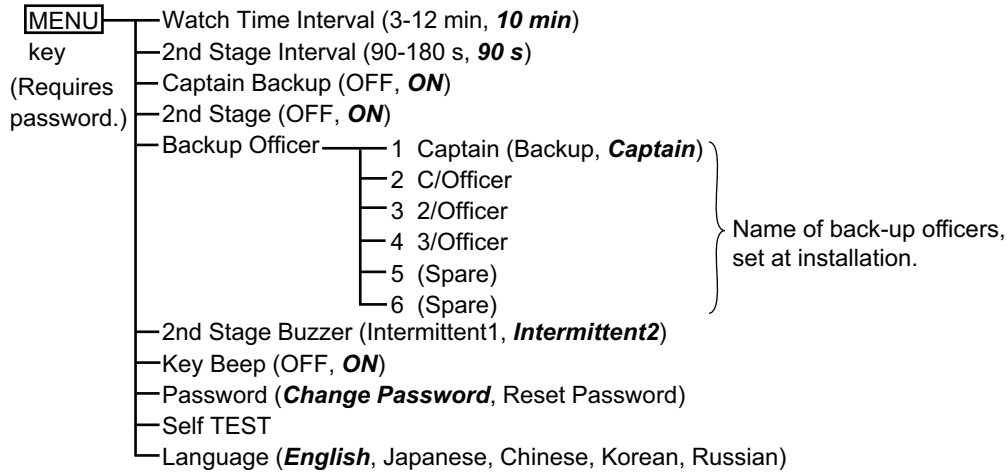 MENU
key
(Requires
password.)
Watch Time Interval (3-12 min, 10 min)
2nd Stage Interval (90-180 s, 90 s)
Captain Backup (OFF, ON)
2nd Stage (OFF, ON)
Backup Officer
1 Captain (Backup, Captain)
2 C/Officer
3 2/Officer
4 3/Officer
5 (Spare)
6 (Spare)
Name of back-up officers,
set at installation.
2nd Stage Buzzer (Intermittent1, Intermittent2)
Key Beep (OFF, ON)
Password (Change Password, Reset Password)
Self TEST
Language (English, Japanese, Chinese, Korean, Russian)